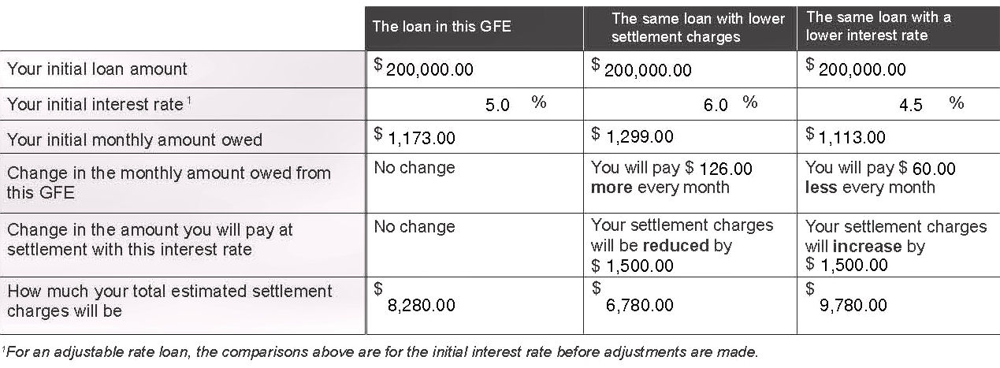 The loan in this GFE
The same loan with lower
settlement charges
The same loan with a
lower interest rate
Your initial loan amount
$ 200,000.00
$ 200,000.00
$ 200,000.00
Your initial interest rate ¹
5.0 %
6.0 %
4.5 %
Your initial monthly amount owed
$ 1,173.00
$ 1,299.00
$ 1,113.00
Change in the monthly amount owed from
this GFE
No change
You will pay $ 126.00
more every month
You will pay $ 60.00
less every month
Change in the amount you will pay at
settlement with this interest rate
No change
Your settlement charges
will be reduced by
$ 1,500.00
Your settlement charges
will increase by
$ 1,500.00
How much your total estimated settlement
charges will be
$
8,280.00
$
6,780.00
$
9,780.00
¹For an adjustable rate loan, the comparisons above are for the initial interest rate before adjustments are made.